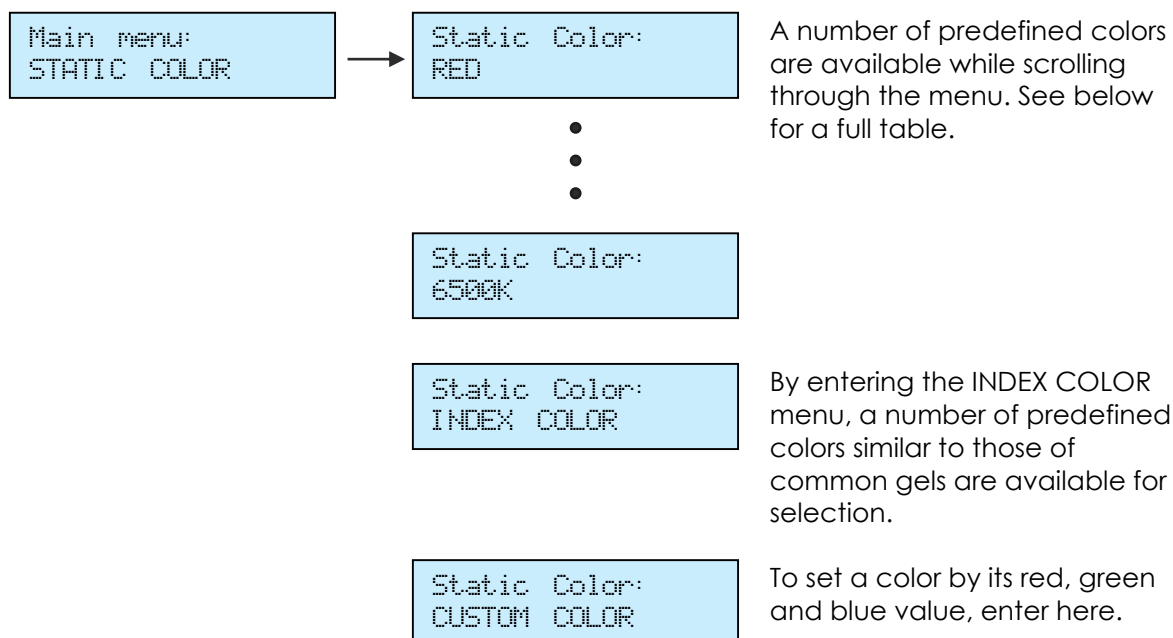 Main menu:
STATIC COLOR
Static Color:
RED
A number of predefined colors
are available while scrolling
through the menu. See below
for a full table.
Static Color:
6500K
Static Color:
INDEX COLOR
By entering the INDEX COLOR
menu, a number of predefined
colors similar to those of
common gels are available for
selection.
Static Color:
CUSTOM COLOR
To set a color by its red, green
and blue value, enter here.